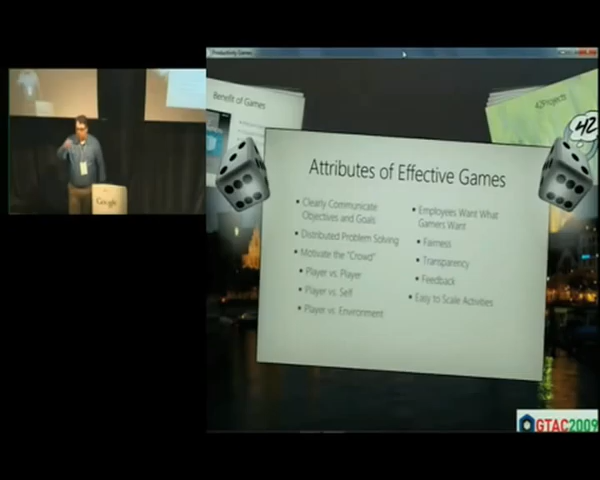 Productivity Games
Benefit of Games
42Projects
42
Attributes of Effective Games
Clearly Communicate
Objectives and Goals
Distributed Problem Solving
Motivate the "Crowd"
Player vs. Player
Player vs. Self
Player vs. Environment
Employees Want What
Gamers Want
Fairness
Transparency
Feedback
Easy to Scale Activities
Google
GTAC2009